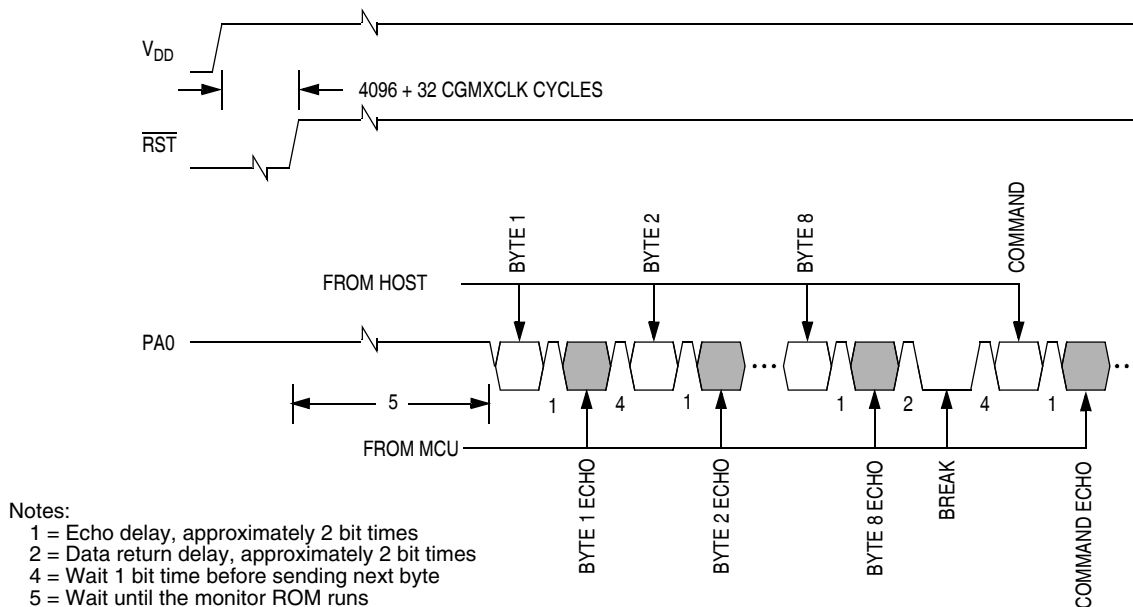 VDD
4096 + 32 CGMXCLK CYCLES
RST
BYTE 1
BYTE 2
BYTE 8
COMMAND
FROM HOST
PA0
5
1
4
1
1
2
4
1
FROM MCU
BYTE 1 ECHO
BYTE 2 ECHO
BYTE 8 ECHO
BREAK
COMMAND ECHO
Notes:
1 = Echo delay, approximately 2 bit times
2 = Data return delay, approximately 2 bit times
4 = Wait 1 bit time before sending next byte
5 = Wait until the monitor ROM runs